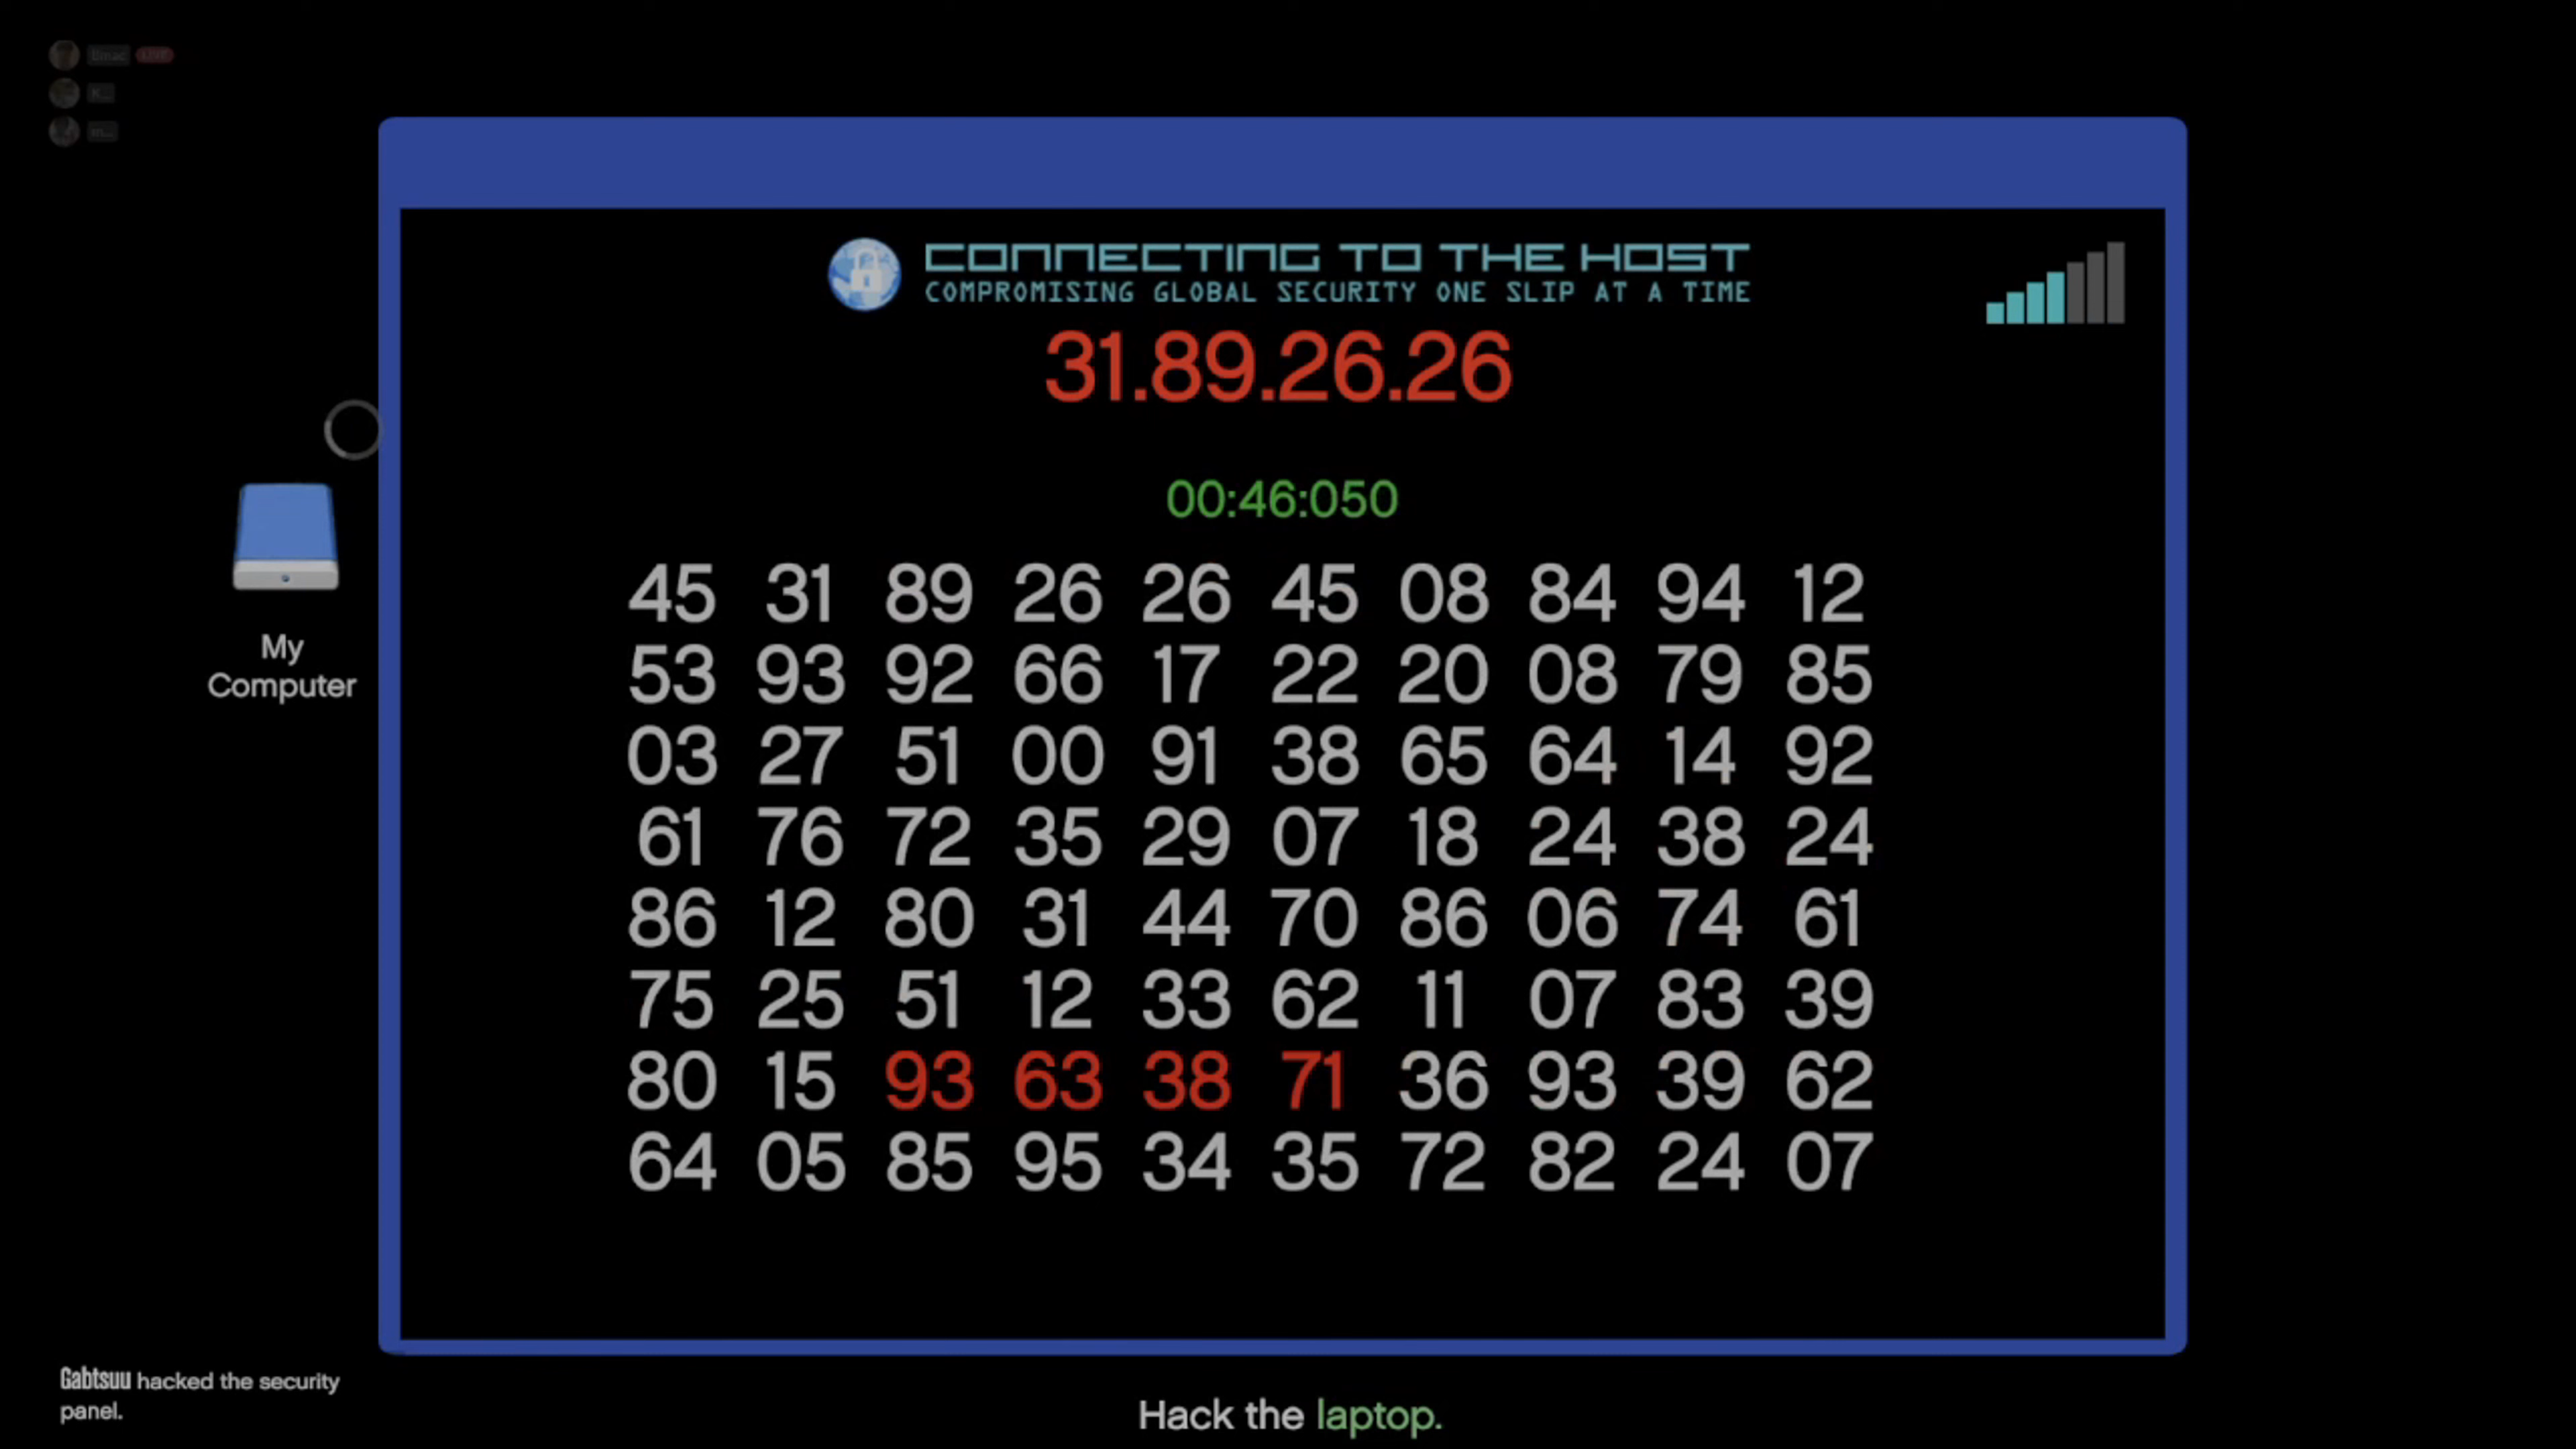 LIVE
K...
in...
CONNECTING TO THE HOST
COMPROMISING GLOBAL SECURITY ONE SLIP AT A TIME
31.89.26.26
00:46:050
45 31 89 26 26 45 08 84 94 12
53 93 92 66 17 22 20 08 79 85
03 27 51 00 91 38 65 64 14 92
61 76 72 35 29 07 18 24 38 24
86 12 80 31 44 70 86 06 74 61
75 25 51 12 33 62 11 07 83 39
80 15 93 63 38 71 36 93 39 62
64 05 85 95 34 35 72 82 24 07
My
Computer
Gabtsuu hacked the security
panel.
Hack the laptop.